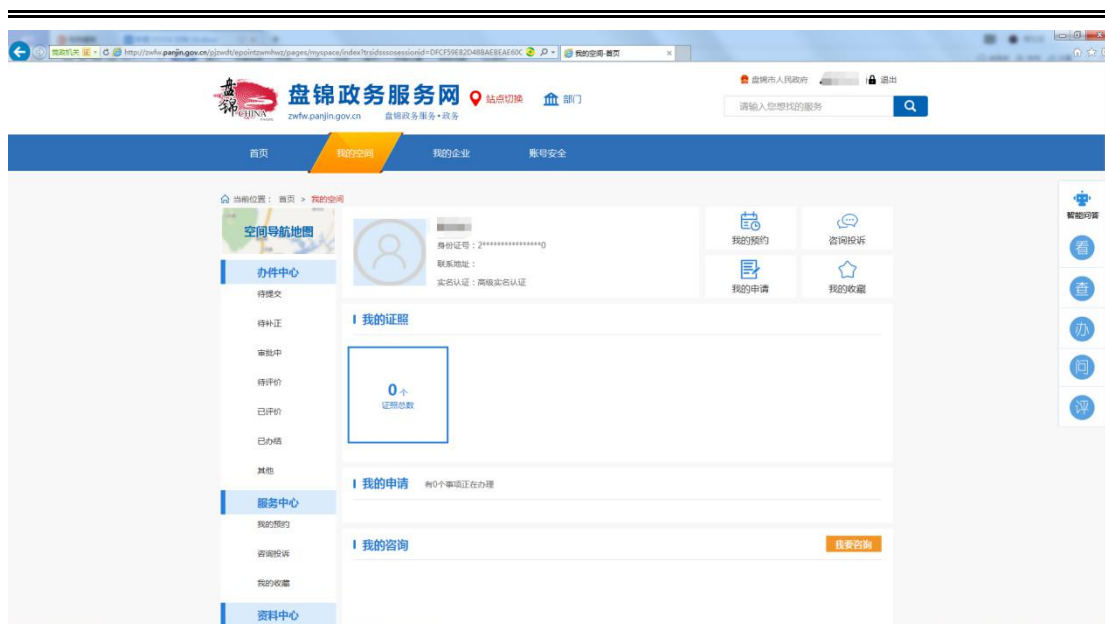 http://zwfw.panjin.gov.cn/pjzwdt/epointzwmhwz/pages/myspace/index?tsidssosessionid=DFCF59E82D48BAEBEAE60C
我的空间-首页
盘锦 CHINA
盘锦政务服务网
站点切换
部门
zwfw.panjin.gov.cn 盘锦政务服务•政务
盘锦市人民政府
退出
请输入您想找的服务
首页
我的空间
我的企业
账号安全
当前位置： 首页 > 我的空间
空间导航地图
办件中心
待提交
待补正
审批中
待评价
已评价
已办结
其他
服务中心
我的预约
咨询投诉
我的收藏
资料中心
身份证号：2****************0
联系地址：
实名认证：高级实名认证
我的预约
咨询投诉
我的申请
我的收藏
我的证照
0 个
证照总数
我的申请 有0个事项正在办理
我的咨询
我要咨询
智能问答
看
查
办
问
评